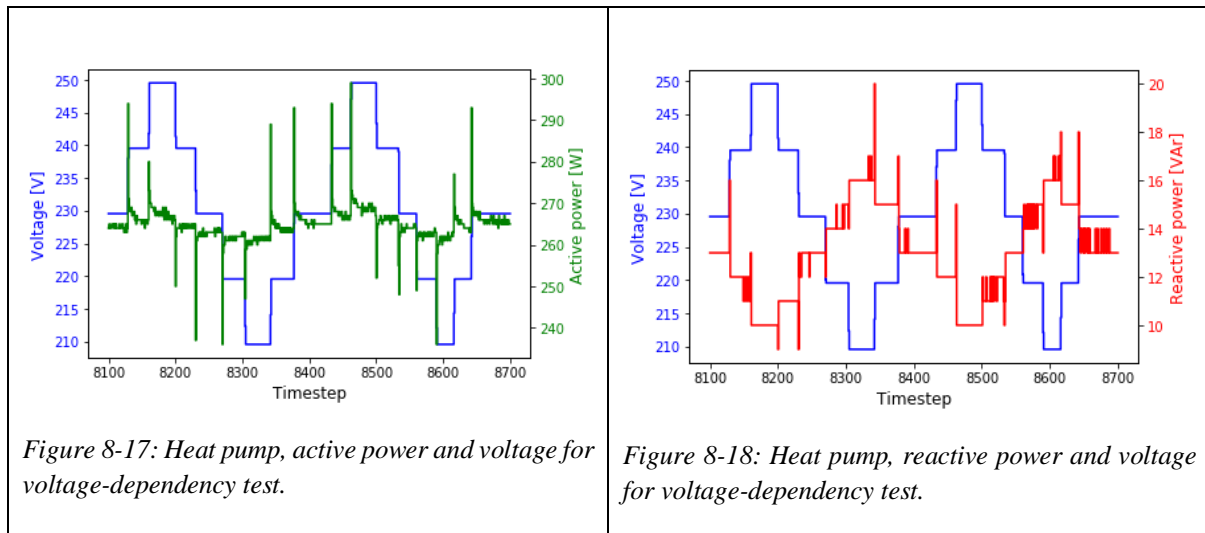 250
245
240
235
230
225
220
215
210
Voltage [V]
300
290
280
270
260
250
240
Active power [W]
8100 8200 8300 8400 8500 8600 8700
Timestep
Figure 8-17: Heat pump, active power and voltage for
voltage-dependency test.
250
245
240
235
230
225
220
215
210
Voltage [V]
20
18
16
14
12
10
Reactive power [VAr]
8100 8200 8300 8400 8500 8600 8700
Timestep
Figure 8-18: Heat pump, reactive power and voltage
for voltage-dependency test.